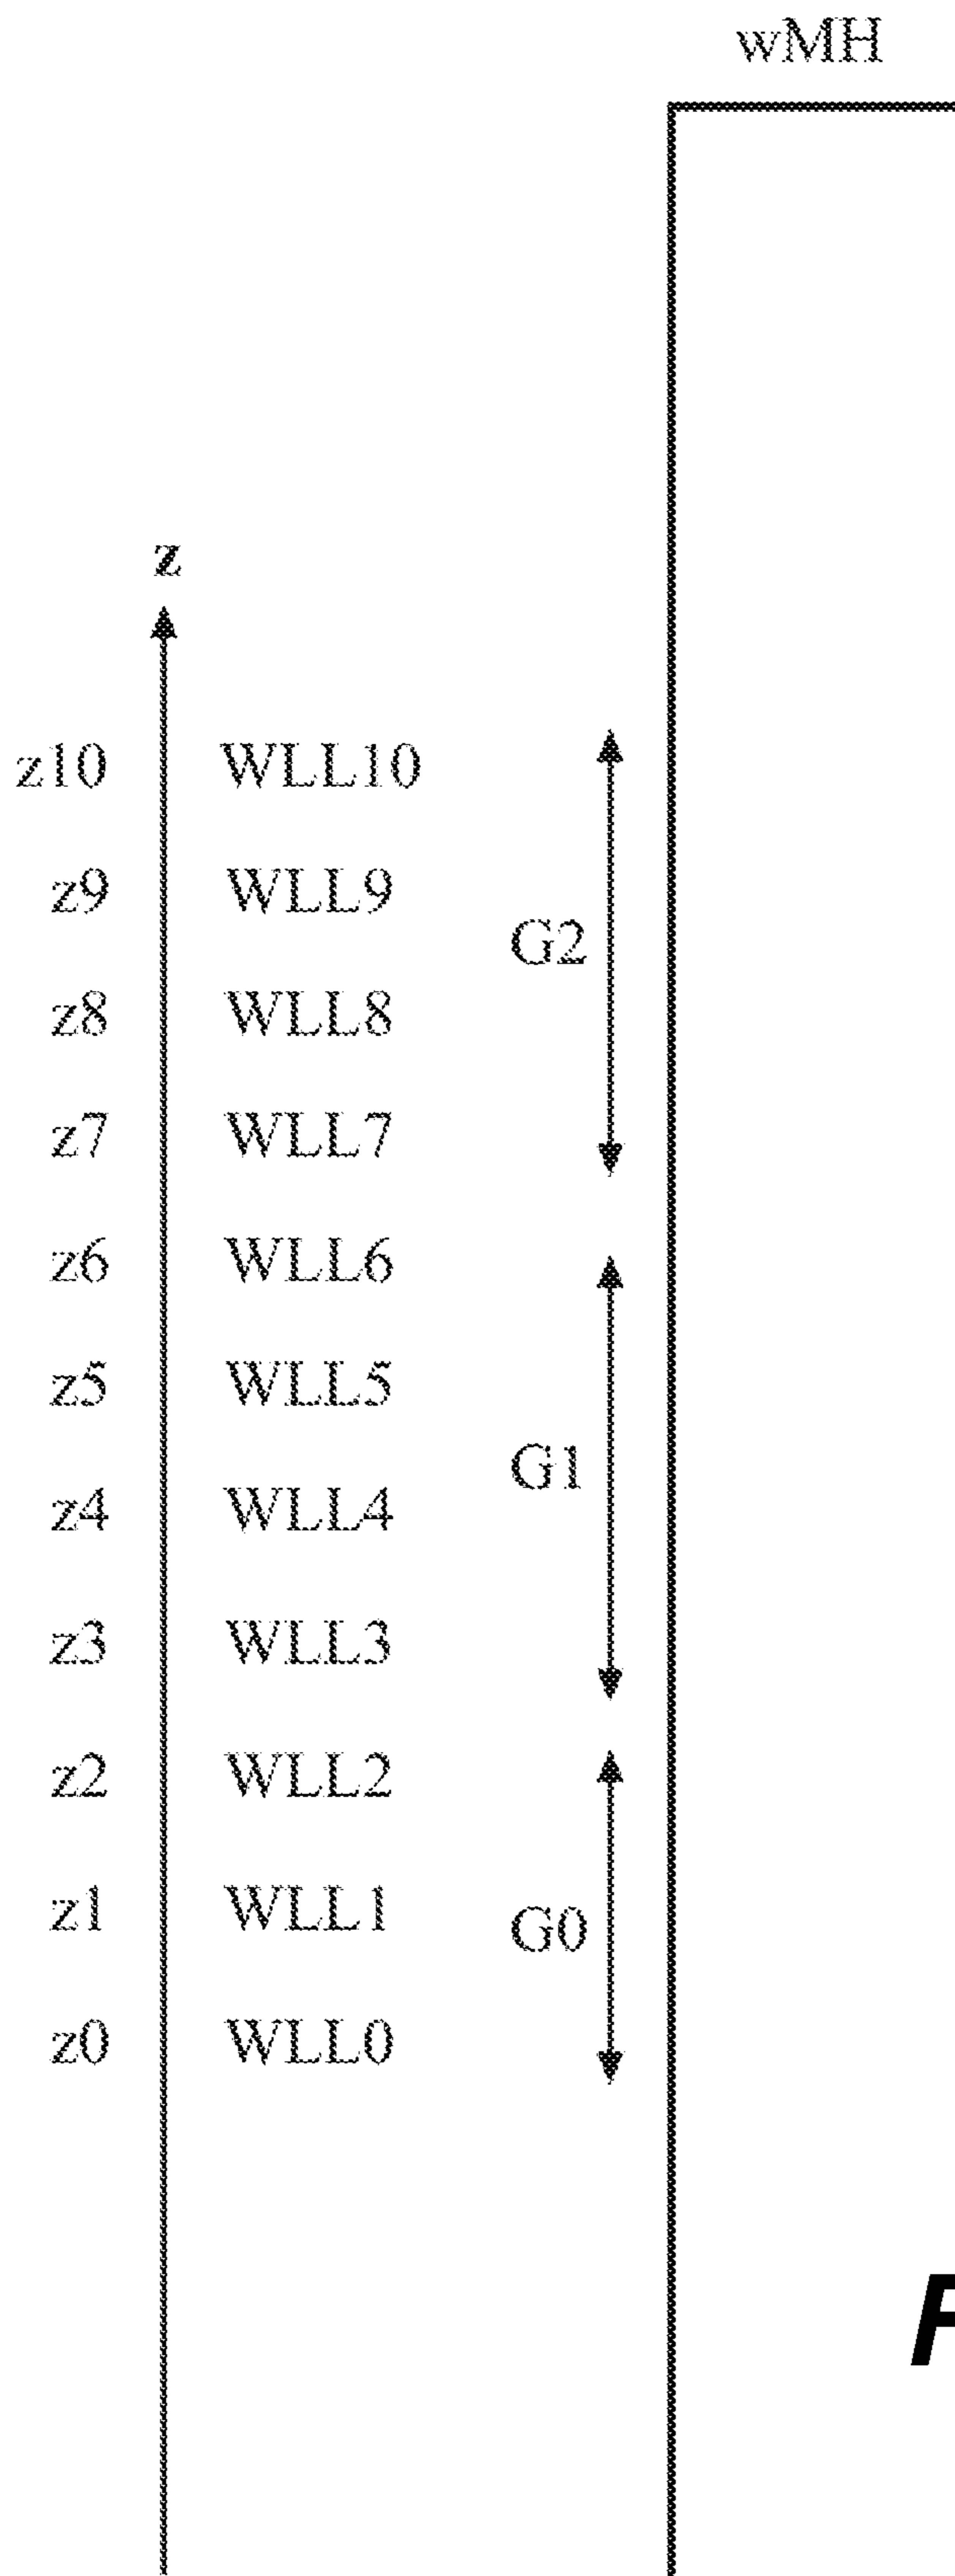 wMH
z
z10 WLL10
z9 WLL9
G2
z8 WLL8
z7 WLL7
z6 WLL6
z5 WLL5
G1
z4 WLL4
z3 WLL3
z2 WLL2
z1 WLL1
G0
z0 WLL0
F